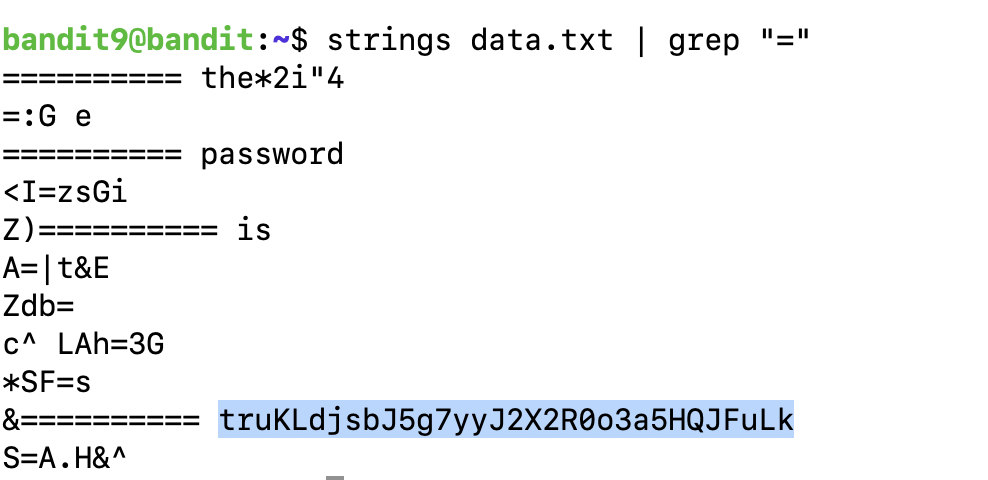 bandit9@bandit:~$ strings data.txt | grep "="
========== the*2i"4
=:G e
========== password
<I=zsGi
Z)========== is
A=|t&E
Zdb=
c^ LAh=3G
*SF=s
&========== truKLdjsbJ5g7yyJ2X2R0o3a5HQJFuLk
S=A.H&^